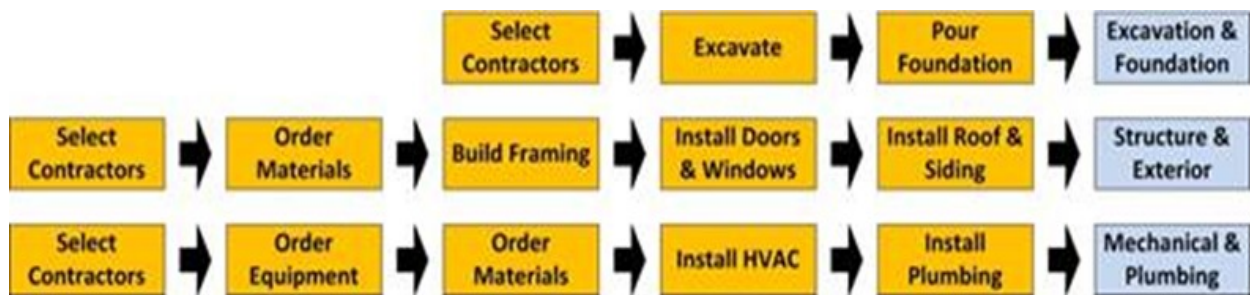 Select
Contractors
Excavate
Pour
Foundation
Excavation &
Foundation
Select
Contractors
Order
Materials
Build Framing
Install Doors
& Windows
Install Roof &
Siding
Structure &
Exterior
Select
Contractors
Order
Equipment
Order
Materials
Install HVAC
Install
Plumbing
Mechanical &
Plumbing